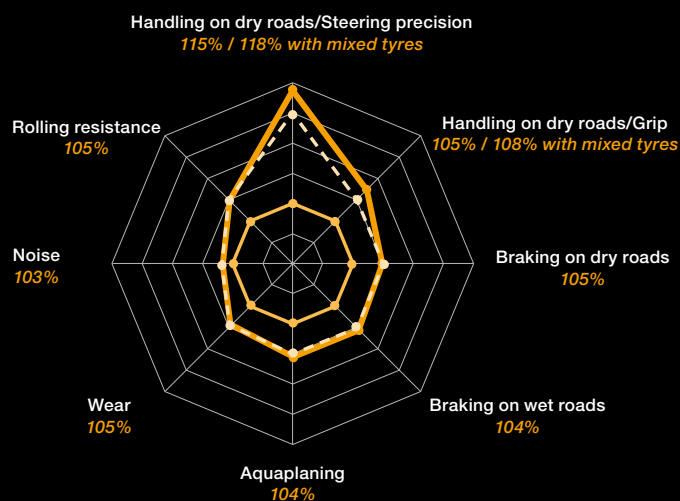 Handling on dry roads/Steering precision
115% / 118% with mixed tyres
Handling on dry roads/Grip
105% / 108% with mixed tyres
Rolling resistance
105%
Noise
103%
Braking on dry roads
105%
Wear
105%
Braking on wet roads
104%
Aquaplaning
104%